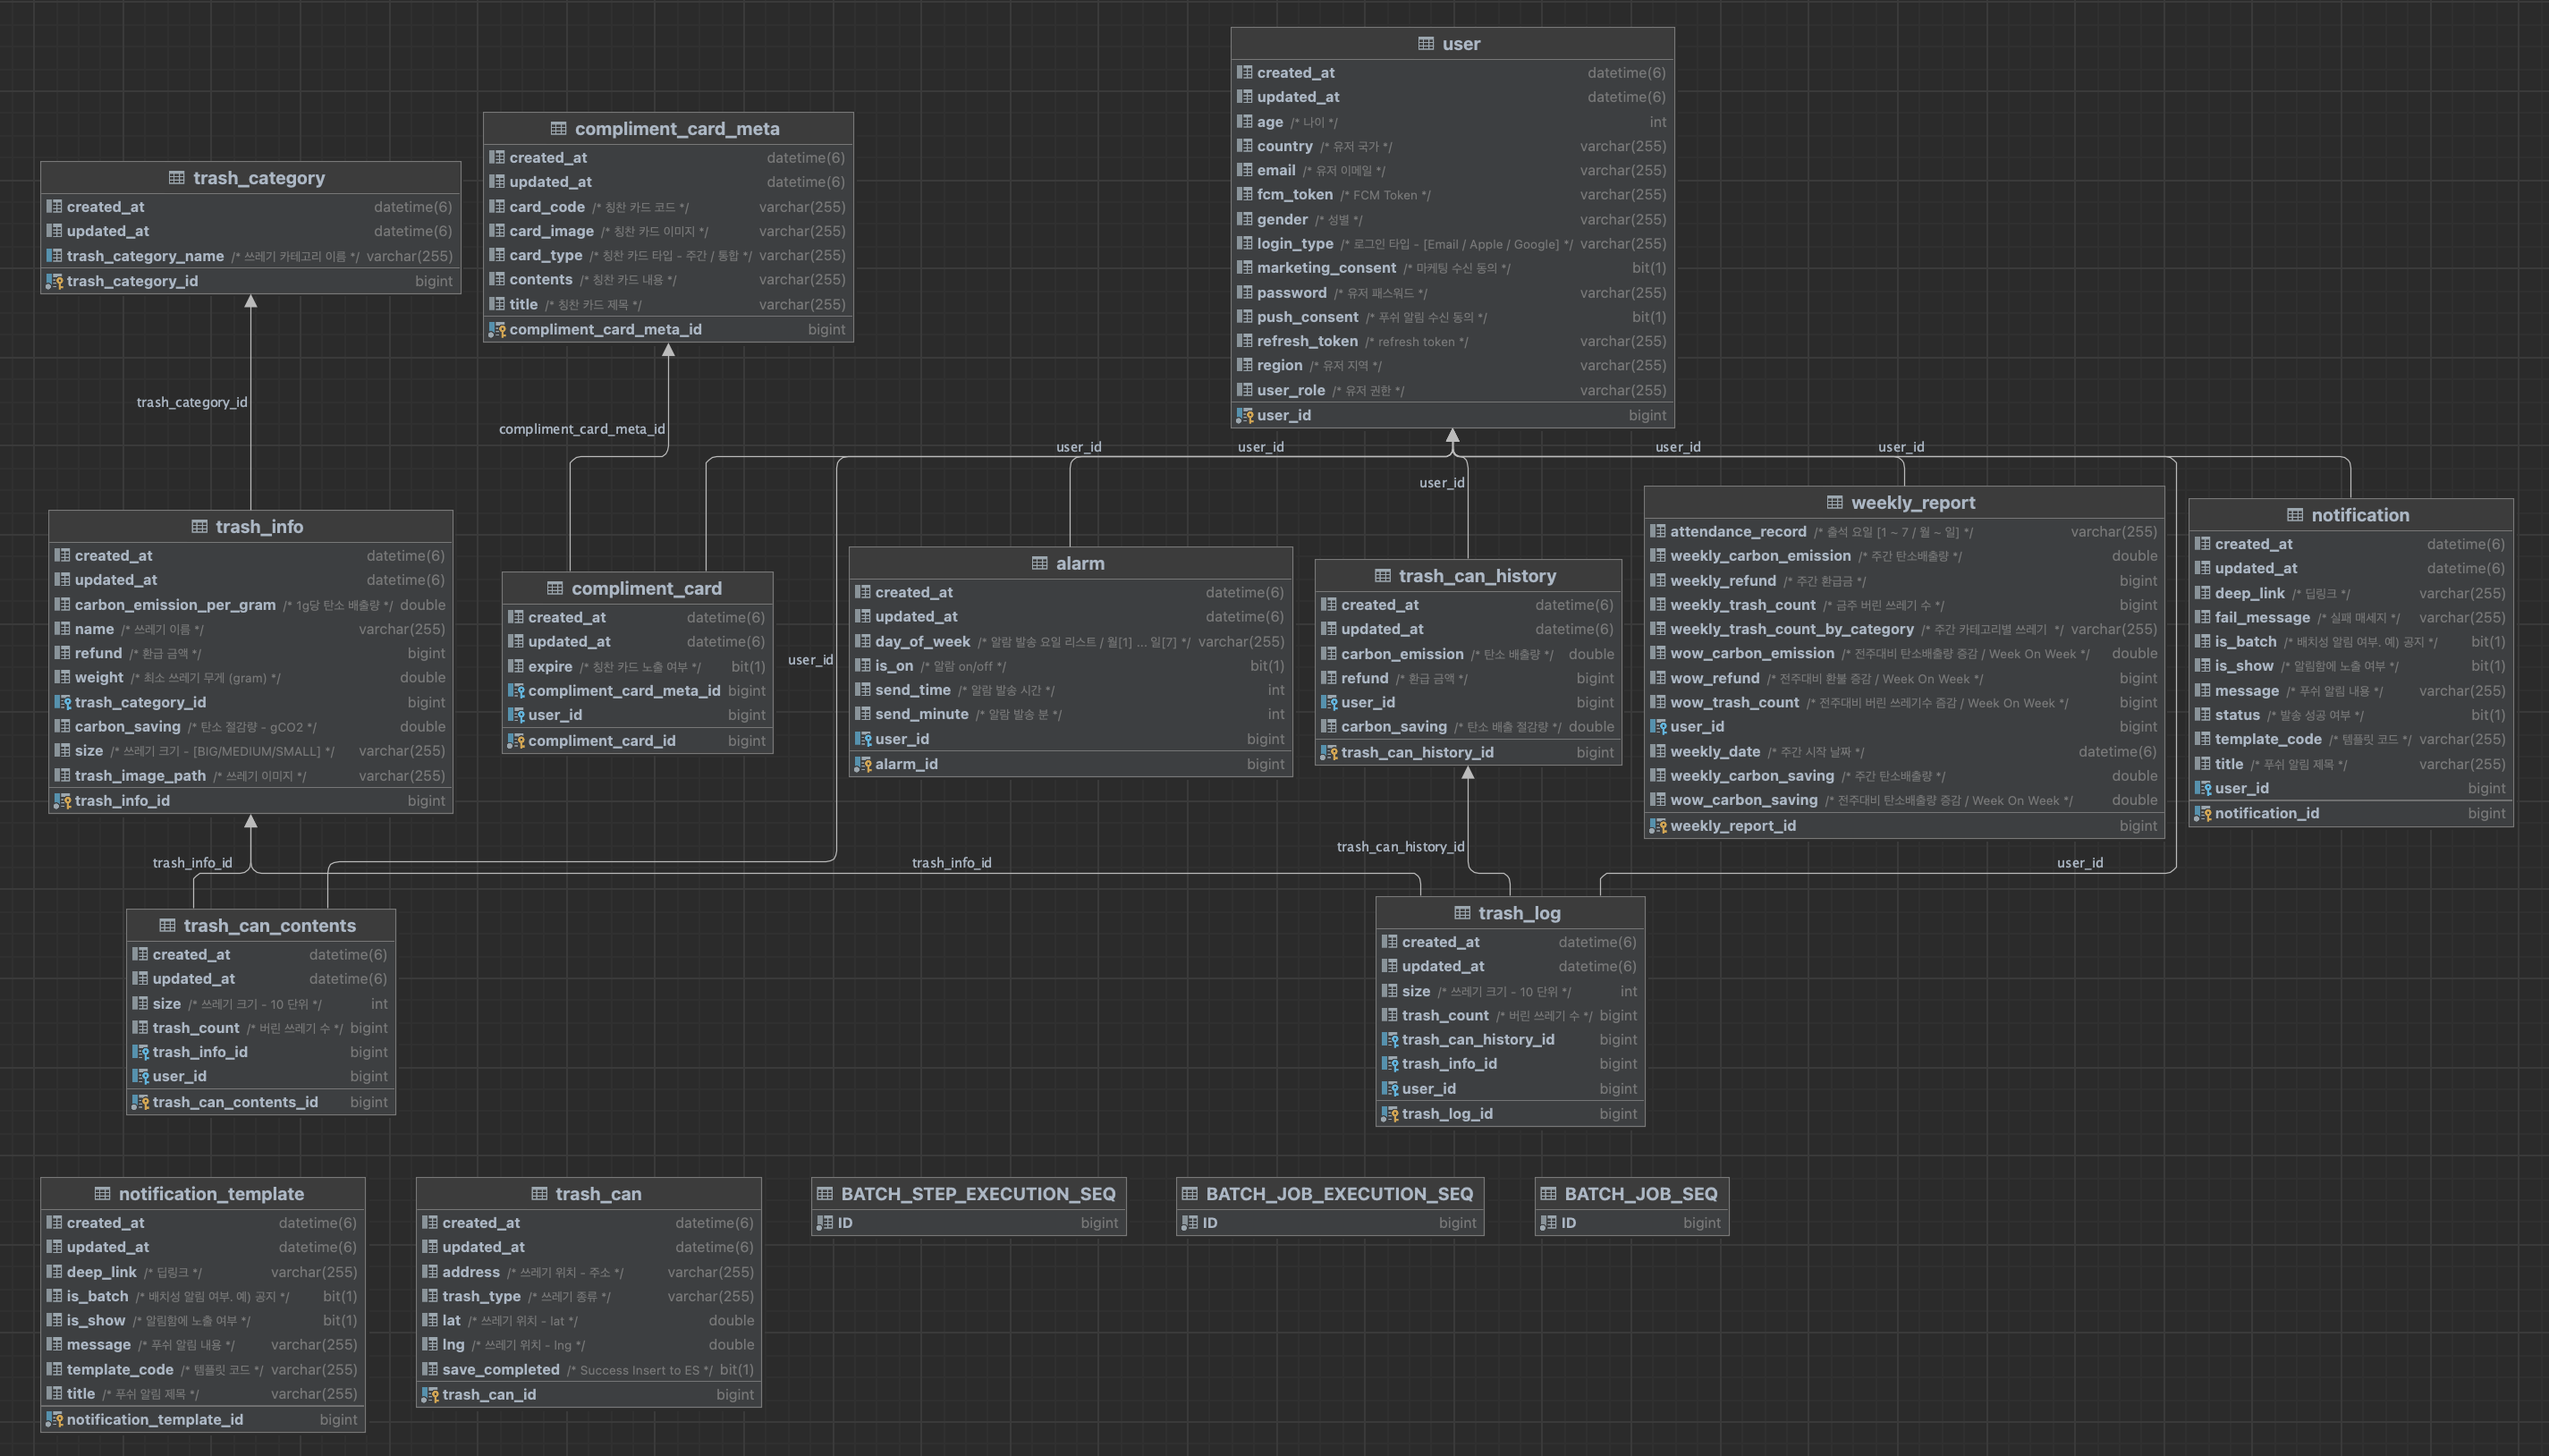 user
created_at datetime(6)
updated_at datetime(6)
age /* 나이 */ int
country /* 유저 국가 */ varchar(255)
email /* 유저 이메일 */ varchar(255)
fcm_token /* FCM Token */ varchar(255)
gender /* 성별 */ varchar(255)
login_type /* 로그인 타입 - [Email / Apple / Google] */ varchar(255)
marketing_consent /* 마케팅 수신 동의 */ bit(1)
password /* 유저 패스워드 */ varchar(255)
push_consent /* 푸쉬 알림 수신 동의 */ bit(1)
refresh_token /* refresh token */ varchar(255)
region /* 유저 지역 */ varchar(255)
user_role /* 유저 권한 */ varchar(255)
user_id bigint
compliment_card_meta
created_at datetime(6)
updated_at datetime(6)
card_code /* 칭찬 카드 코드 */ varchar(255)
card_image /* 칭찬 카드 이미지 */ varchar(255)
card_type /* 칭찬 카드 타입 - 주간 / 통합 */ varchar(255)
contents /* 칭찬 카드 내용 */ varchar(255)
title /* 칭찬 카드 제목 */ varchar(255)
compliment_card_meta_id bigint
trash_category
created_at datetime(6)
updated_at datetime(6)
trash_category_name /* 쓰레기 카테고리 이름 */ varchar(255)
trash_category_id bigint
trash_category_id
compliment_card_meta_id
user_id
user_id
user_id
user_id
user_id
user_id
trash_info
created_at datetime(6)
updated_at datetime(6)
carbon_emission_per_gram /* 1g당 탄소 배출량 */ double
name /* 쓰레기 이름 */ varchar(255)
refund /* 환급 금액 */ bigint
weight /* 최소 쓰레기 무게 (gram) */ double
trash_category_id bigint
carbon_saving /* 탄소 절감량 - gCO2 */ double
size /* 쓰레기 크기 - [BIG/MEDIUM/SMALL] */ varchar(255)
trash_image_path /* 쓰레기 이미지 */ varchar(255)
trash_info_id bigint
compliment_card
created_at datetime(6)
updated_at datetime(6)
expire /* 칭찬 카드 노출 여부 */ bit(1)
compliment_card_meta_id bigint
user_id bigint
compliment_card_id bigint
alarm
created_at datetime(6)
updated_at datetime(6)
day_of_week /* 알람 발송 요일 리스트 / 월[1] ... 일[7] */ varchar(255)
is_on /* 알람 on/off */ bit(1)
send_time /* 알람 발송 시간 */ int
send_minute /* 알람 발송 분 */ int
user_id bigint
alarm_id bigint
trash_can_history
created_at datetime(6)
updated_at datetime(6)
carbon_emission /* 탄소 배출량 */ double
refund /* 환급 금액 */ bigint
user_id bigint
carbon_saving /* 탄소 배출 절감량 */ double
trash_can_history_id bigint
weekly_report
attendance_record /* 출석 요일 [1 ~ 7 / 월 ~ 일] */ varchar(255)
weekly_carbon_emission /* 주간 탄소배출량 */ double
weekly_refund /* 주간 환급금 */ bigint
weekly_trash_count /* 금주 버린 쓰레기 수 */ bigint
weekly_trash_count_by_category /* 주간 카테고리별 쓰레기 */ varchar(255)
wow_carbon_emission /* 전주대비 탄소배출량 증감 / Week On Week */ double
wow_refund /* 전주대비 환불 증감 / Week On Week */ bigint
wow_trash_count /* 전주대비 버린 쓰레기수 증감 / Week On Week */ bigint
user_id bigint
weekly_date /* 주간 시작 날짜 */ datetime(6)
weekly_carbon_saving /* 주간 탄소배출량 */ double
wow_carbon_saving /* 전주대비 탄소배출량 증감 / Week On Week */ double
weekly_report_id bigint
notification
created_at datetime(6)
updated_at datetime(6)
deep_link /* 딥링크 */ varchar(255)
fail_message /* 실패 메세지 */ varchar(255)
is_batch /* 배치성 알림 여부. 예) 공지 */ bit(1)
is_show /* 알림함에 노출 여부 */ bit(1)
message /* 푸쉬 알림 내용 */ varchar(255)
status /* 발송 성공 여부 */ bit(1)
template_code /* 템플릿 코드 */ varchar(255)
title /* 푸쉬 알림 제목 */ varchar(255)
user_id bigint
notification_id bigint
trash_info_id
trash_info_id
trash_can_history_id
user_id
trash_can_contents
created_at datetime(6)
updated_at datetime(6)
size /* 쓰레기 크기 - 10 단위 */ int
trash_count /* 버린 쓰레기 수 */ bigint
trash_info_id bigint
user_id bigint
trash_can_contents_id bigint
trash_log
created_at datetime(6)
updated_at datetime(6)
size /* 쓰레기 크기 - 10 단위 */ int
trash_count /* 버린 쓰레기 수 */ bigint
trash_can_history_id bigint
trash_info_id bigint
user_id bigint
trash_log_id bigint
notification_template
created_at datetime(6)
updated_at datetime(6)
deep_link /* 딥링크 */ varchar(255)
is_batch /* 배치성 알림 여부. 예) 공지 */ bit(1)
is_show /* 알림함에 노출 여부 */ bit(1)
message /* 푸쉬 알림 내용 */ varchar(255)
template_code /* 템플릿 코드 */ varchar(255)
title /* 푸쉬 알림 제목 */ varchar(255)
notification_template_id bigint
trash_can
created_at datetime(6)
updated_at datetime(6)
address /* 쓰레기 위치 - 주소 */ varchar(255)
trash_type /* 쓰레기 종류 */ varchar(255)
lat /* 쓰레기 위치 - lat */ double
lng /* 쓰레기 위치 - lng */ double
save_completed /* Success Insert to ES */ bit(1)
trash_can_id bigint
BATCH_STEP_EXECUTION_SEQ
ID bigint
BATCH_JOB_EXECUTION_SEQ
ID bigint
BATCH_JOB_SEQ
ID bigint